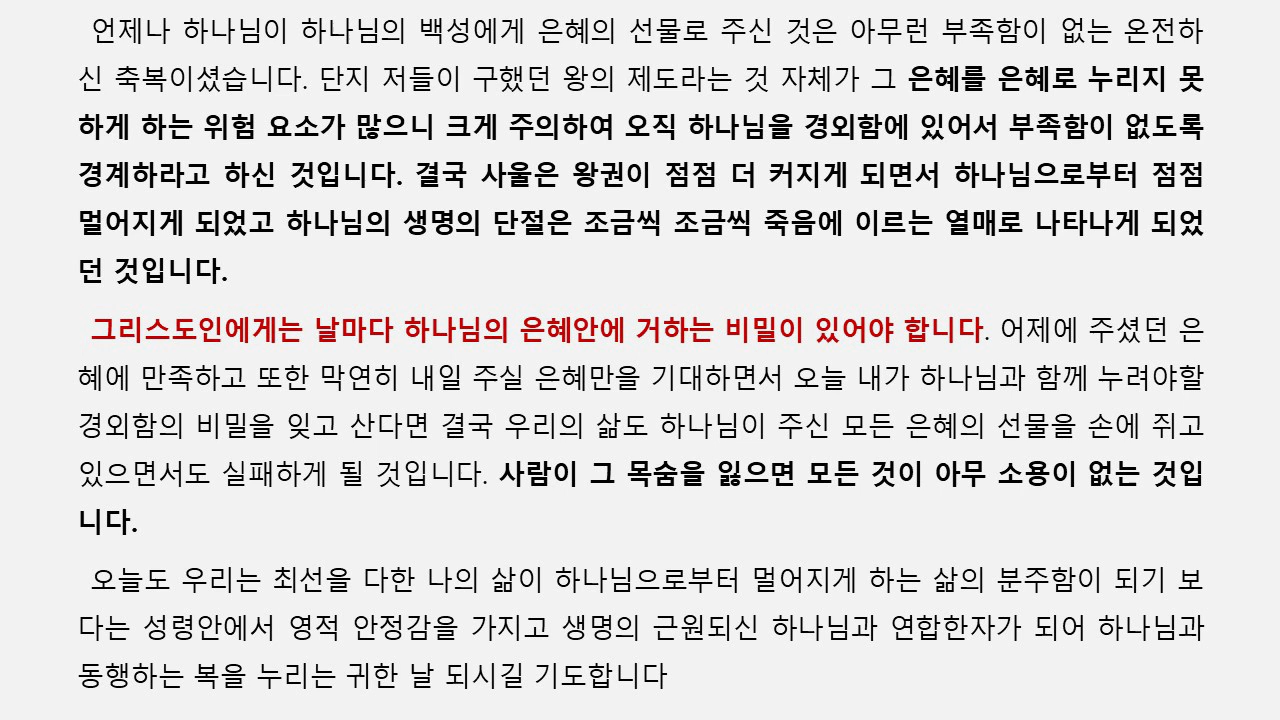 언제나 하나님이 하나님의 백성에게 은혜의 선물로 주신 것은 아무런 부족함이 없는 온전하
신 축복이셨습니다. 단지 저들이 구했던 왕의 제도라는 것 자체가 그 은혜를 은혜로 누리지 못
하게 하는 위험 요소가 많으니 크게 주의하여 오직 하나님을 경외함에 있어서 부족함이 없도록
경계하라고 하신 것입니다. 결국 사울은 왕권이 점점 더 커지게 되면서 하나님으로부터 점점
멀어지게 되었고 하나님의 생명의 단절은 조금씩 조금씩 죽음에 이르는 열매로 나타나게 되었
던 것입니다.
그리스도인에게는 날마다 하나님의 은혜안에 거하는 비밀이 있어야 합니다. 어제에 주셨던 은
혜에 만족하고 또한 막연히 내일 주실 은혜만을 기대하면서 오늘 내가 하나님과 함께 누려야할
경외함의 비밀을 잊고 산다면 결국 우리의 삶도 하나님이 주신 모든 은혜의 선물을 손에 쥐고
있으면서도 실패하게 될 것입니다. 사람이 그 목숨을 잃으면 모든 것이 아무 소용이 없는 것입
니다.
오늘도 우리는 최선을 다한 나의 삶이 하나님으로부터 멀어지게 하는 삶의 분주함이 되기 보
다는 성령안에서 영적 안정감을 가지고 생명의 근원되신 하나님과 연합한자가 되어 하나님과
동행하는 복을 누리는 귀한 날 되시길 기도합니다